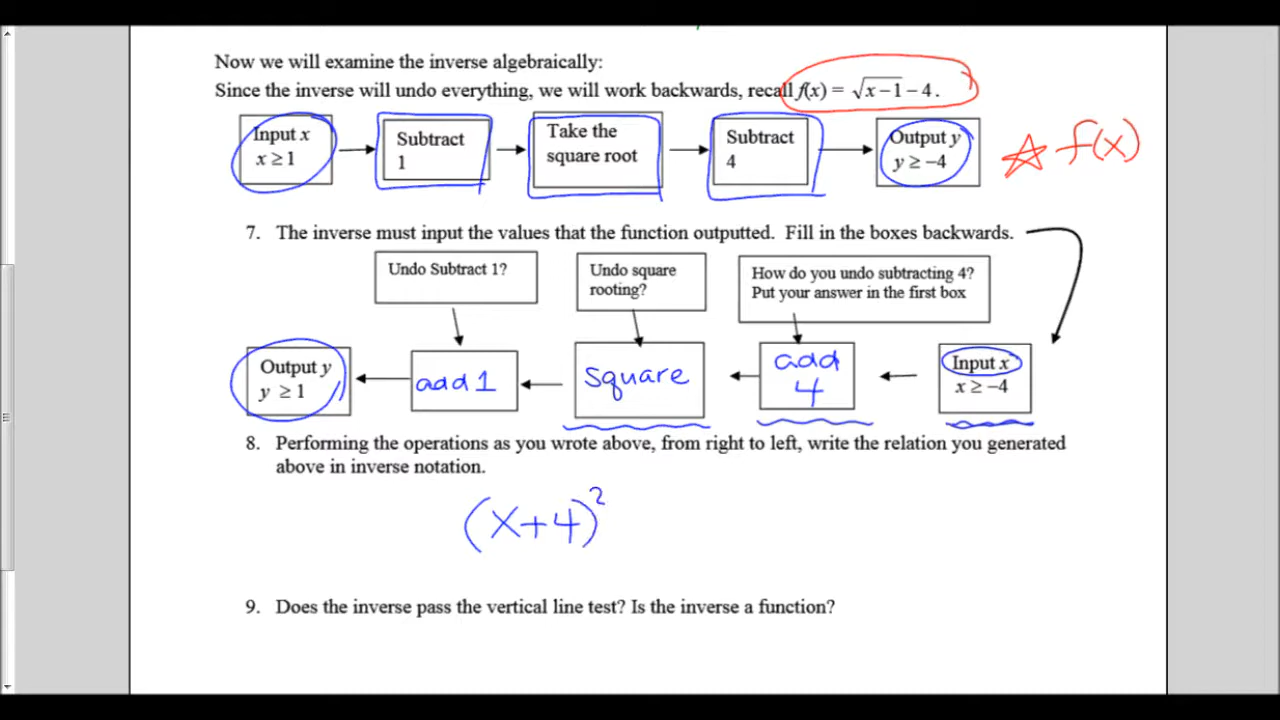 Now we will examine the inverse algebraically:
Since the inverse will undo everything, we will work backwards, recall f(x) = √x−1 − 4.
Input x
x ≥ 1
Subtract
1
Take the
square root
Subtract
4
Output y
y ≥ −4
☆ f(x)
7. The inverse must input the values that the function outputted. Fill in the boxes backwards.
Undo Subtract 1?
Undo square
rooting?
How do you undo subtracting 4?
Put your answer in the first box
Output y
y ≥ 1
add 1
square
add
4
Input x
x ≥ −4
8. Performing the operations as you wrote above, from right to left, write the relation you generated
above in inverse notation.
(x+4)²
9. Does the inverse pass the vertical line test? Is the inverse a function?